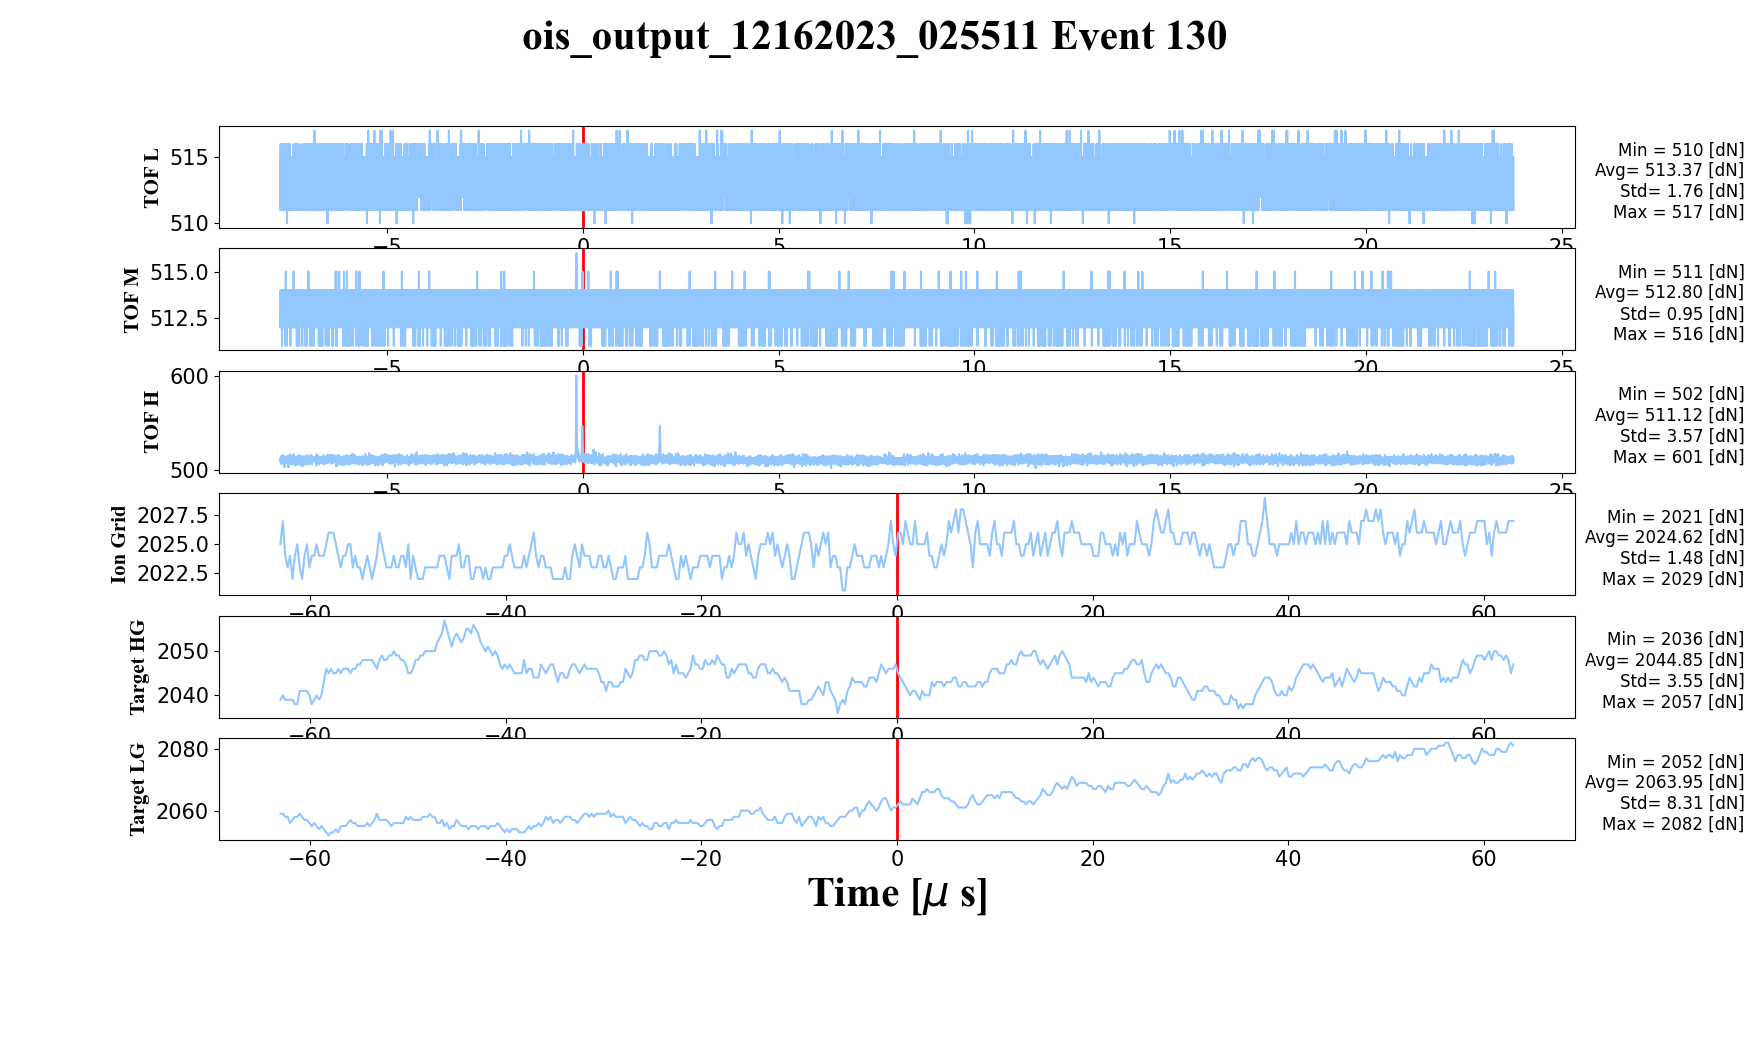 ois_output_12162023_025511 Event 130
TOF L
515
510
Min = 510 [dN]
Avg= 513.37 [dN]
Std= 1.76 [dN]
Max = 517 [dN]
−5 0 5 10 15 20 25
TOF M
515.0
512.5
Min = 511 [dN]
Avg= 512.80 [dN]
Std= 0.95 [dN]
Max = 516 [dN]
−5 0 5 10 15 20 25
TOF H
600
500
Min = 502 [dN]
Avg= 511.12 [dN]
Std= 3.57 [dN]
Max = 601 [dN]
−5 0 5 10 15 20 25
Ion Grid
2027.5
2025.0
2022.5
Min = 2021 [dN]
Avg= 2024.62 [dN]
Std= 1.48 [dN]
Max = 2029 [dN]
−60 −40 −20 0 20 40 60
Target HG
2050
2040
Min = 2036 [dN]
Avg= 2044.85 [dN]
Std= 3.55 [dN]
Max = 2057 [dN]
−60 −40 −20 0 20 40 60
Target LG
2080
2060
Min = 2052 [dN]
Avg= 2063.95 [dN]
Std= 8.31 [dN]
Max = 2082 [dN]
−60 −40 −20 0 20 40 60
Time [μ s]